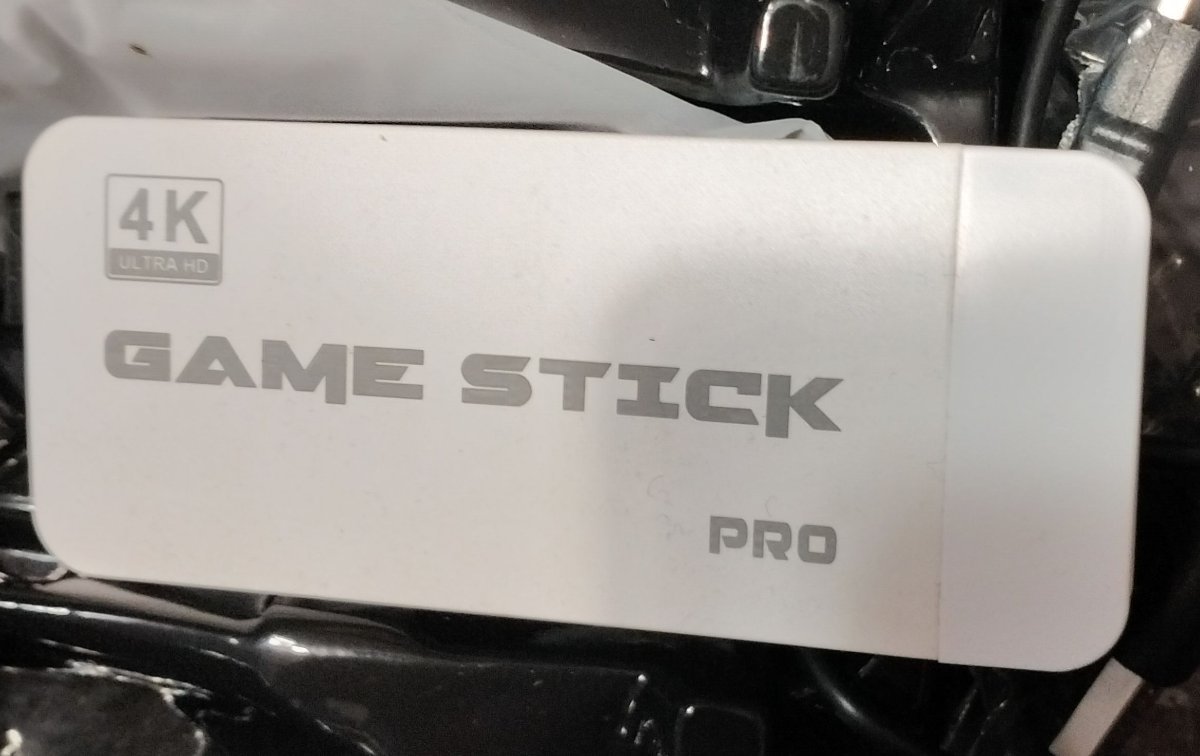 4K
ULTRA HD
GAME STICK
PRO